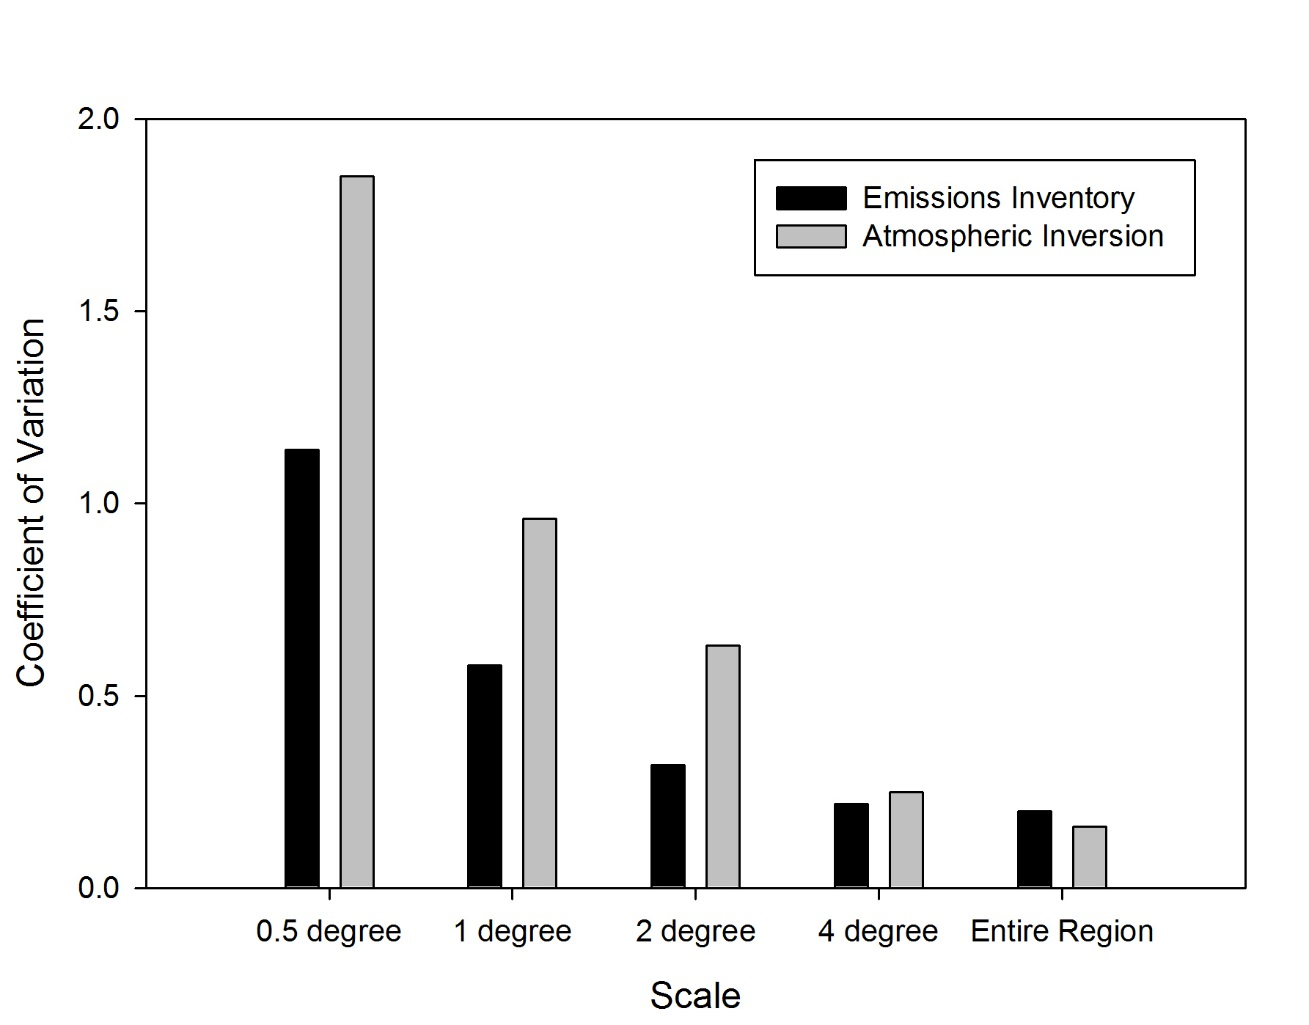 2.0
1.5
1.0
0.5
0.0
Coefficient of Variation
Emissions Inventory
Atmospheric Inversion
0.5 degree 1 degree 2 degree 4 degree Entire Region
Scale